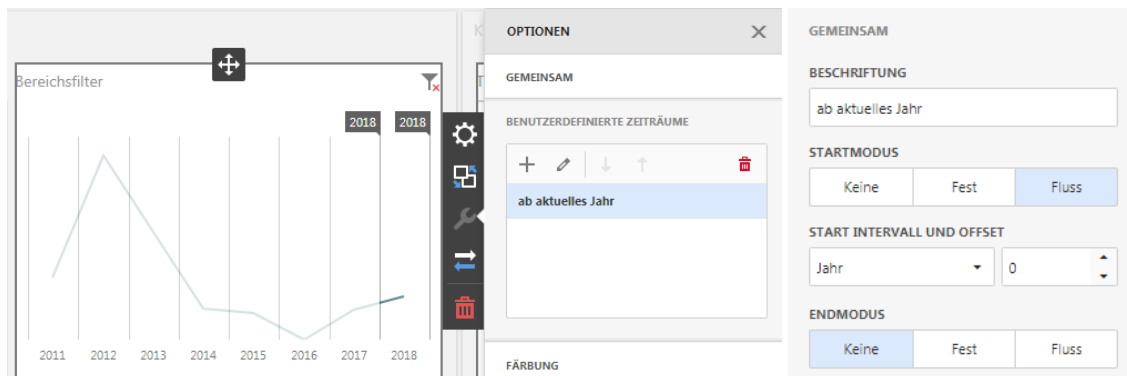 Bereichsfilter
2018 2018
2011 2012 2013 2014 2015 2016 2017 2018
K
T
OPTIONEN
GEMEINSAM
BENUTZERDEFINIERTE ZEITRÄUME
ab aktuelles Jahr
FÄRBUNG
GEMEINSAM
BESCHRIFTUNG
ab aktuelles Jahr
STARTMODUS
Keine Fest Fluss
START INTERVALL UND OFFSET
Jahr 0
ENDMODUS
Keine Fest Fluss